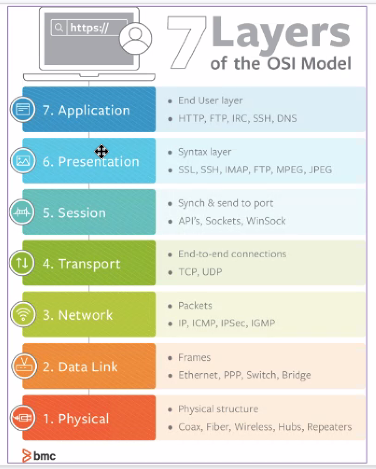 https://
7 Layers
of the OSI Model
7. Application
• End User layer
• HTTP, FTP, IRC, SSH, DNS
6. Presentation
• Syntax layer
• SSL, SSH, IMAP, FTP, MPEG, JPEG
5. Session
• Synch & send to port
• API's, Sockets, WinSock
4. Transport
• End-to-end connections
• TCP, UDP
3. Network
• Packets
• IP, ICMP, IPSec, IGMP
2. Data Link
• Frames
• Ethernet, PPP, Switch, Bridge
1. Physical
• Physical structure
• Coax, Fiber, Wireless, Hubs, Repeaters
bmc